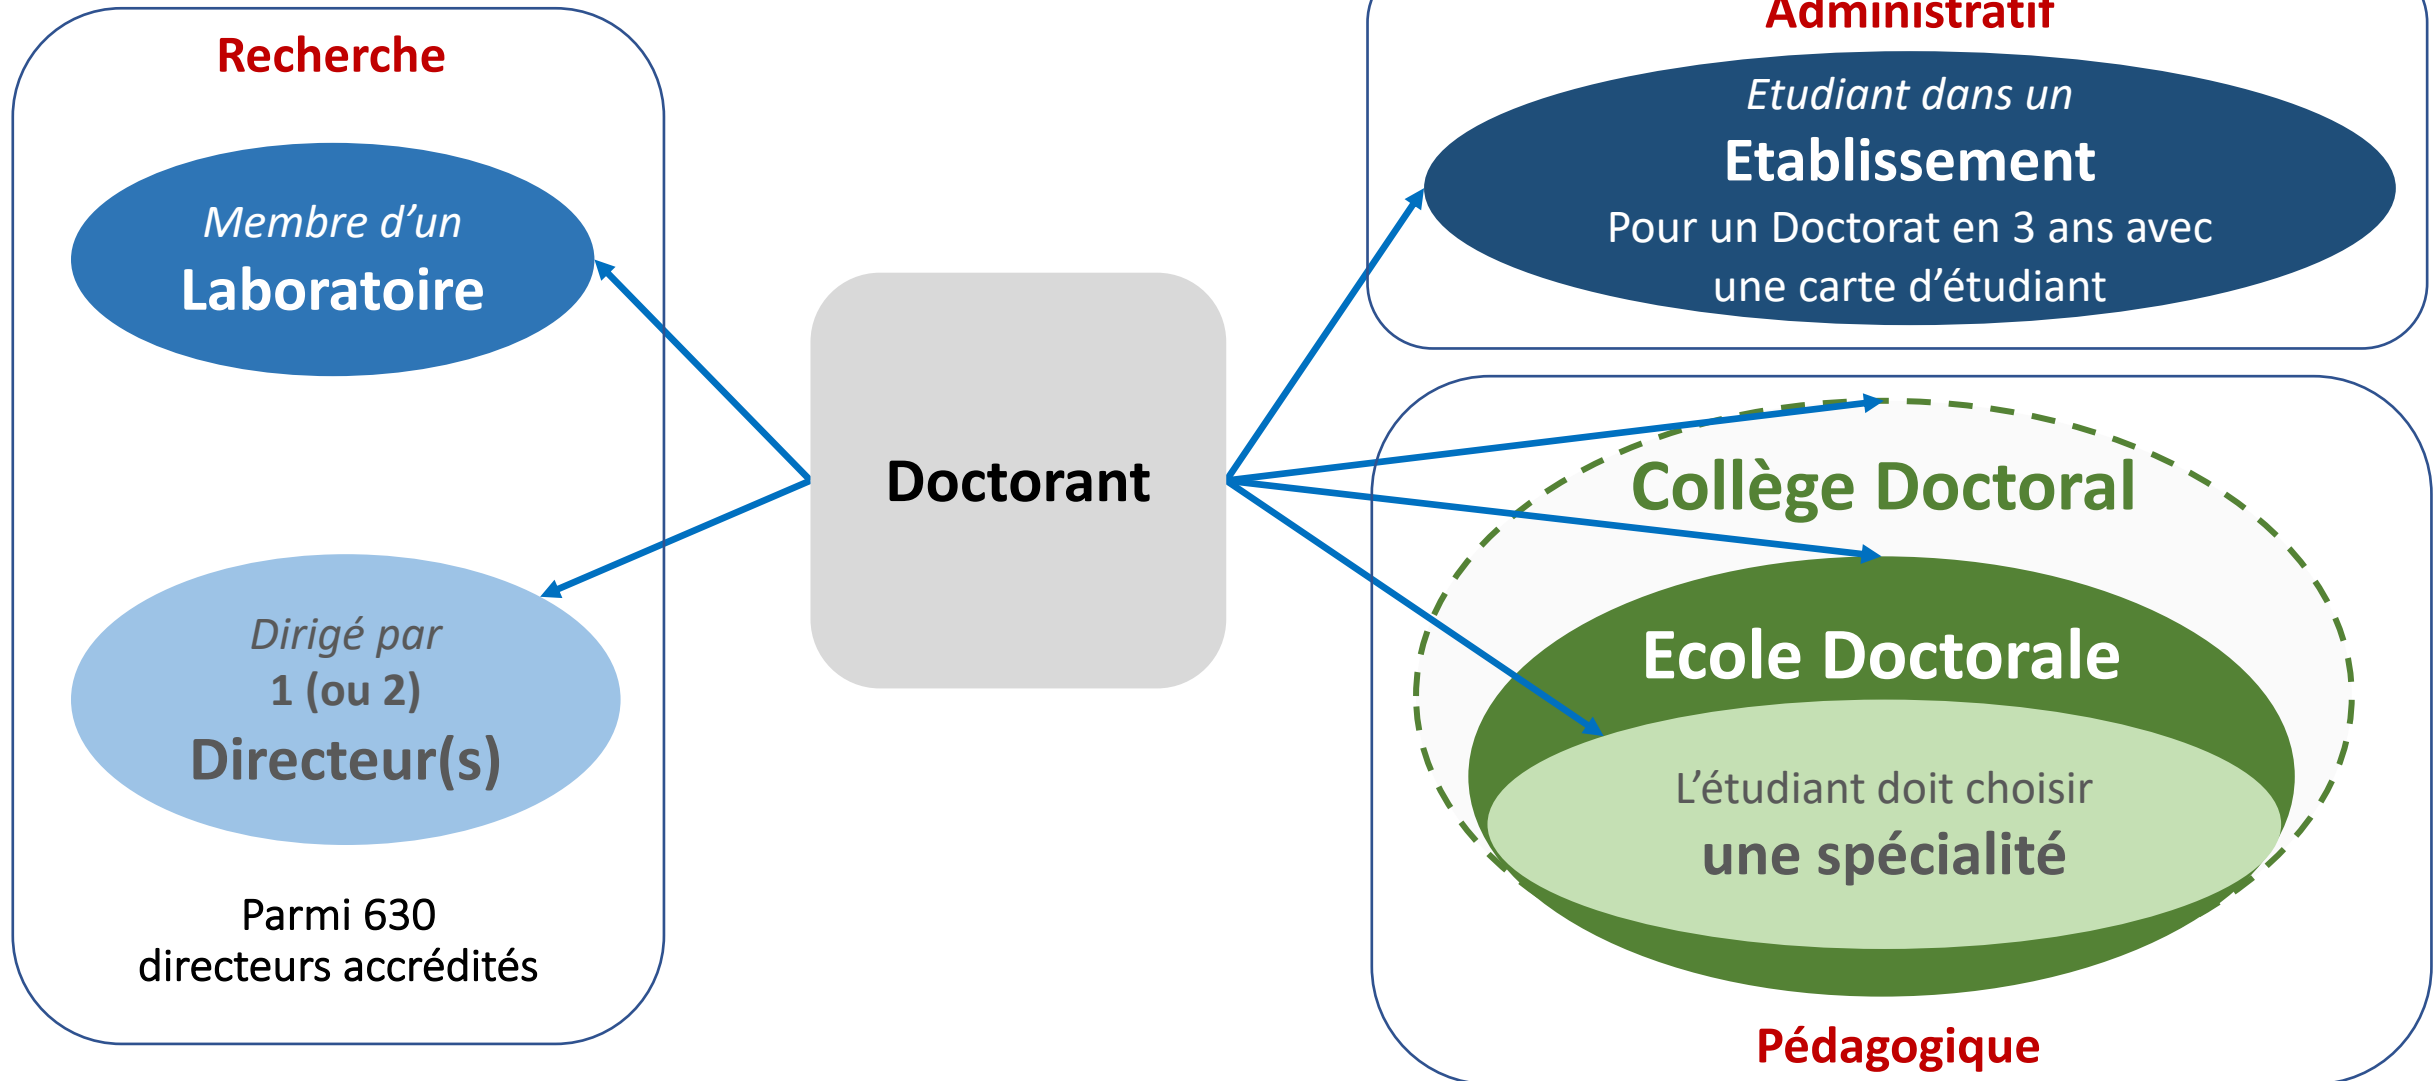 Recherche
Membre d’un
Laboratoire
Dirigé par
1 (ou 2)
Directeur(s)
Parmi 630
directeurs accrédités
Doctorant
Administratif
Etudiant dans un
Etablissement
Pour un Doctorat en 3 ans avec
une carte d’étudiant
Collège Doctoral
Ecole Doctorale
L’étudiant doit choisir
une spécialité
Pédagogique